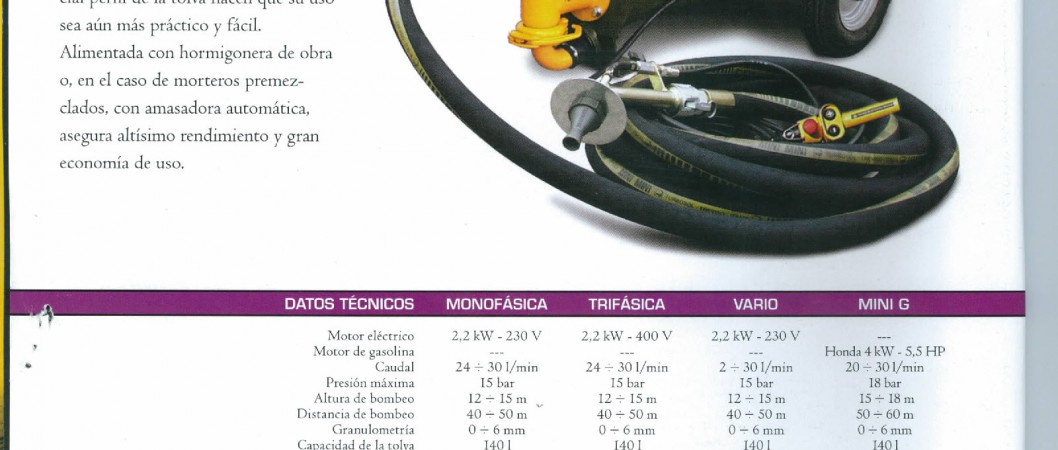 cial perfil de la tolva hacen que su uso
sea aún más práctico y fácil.
Alimentada con hormigonera de obra
o, en el caso de morteros premez-
clados, con amasadora automática,
asegura altísimo rendimiento y gran
economía de uso.
DATOS TÉCNICOS MONOFÁSICA TRIFÁSICA VARIO MINI G
Motor eléctrico 2,2 kW - 230 V 2,2 kW - 400 V 2,2 kW - 230 V ---
Motor de gasolina --- --- --- Honda 4 kW - 5,5 HP
Caudal 24 ÷ 30 l/min 24 ÷ 30 l/min 2 ÷ 30 l/min 20 ÷ 30 l/min
Presión máxima 15 bar 15 bar 15 bar 18 bar
Altura de bombeo 12 ÷ 15 m 12 ÷ 15 m 12 ÷ 15 m 15 ÷ 18 m
Distancia de bombeo 40 ÷ 50 m 40 ÷ 50 m 40 ÷ 50 m 50 ÷ 60 m
Granulometría 0 ÷ 6 mm 0 ÷ 6 mm 0 ÷ 6 mm 0 ÷ 6 mm
Capacidad de la tolva 140 l 140 l 140 l 140 l